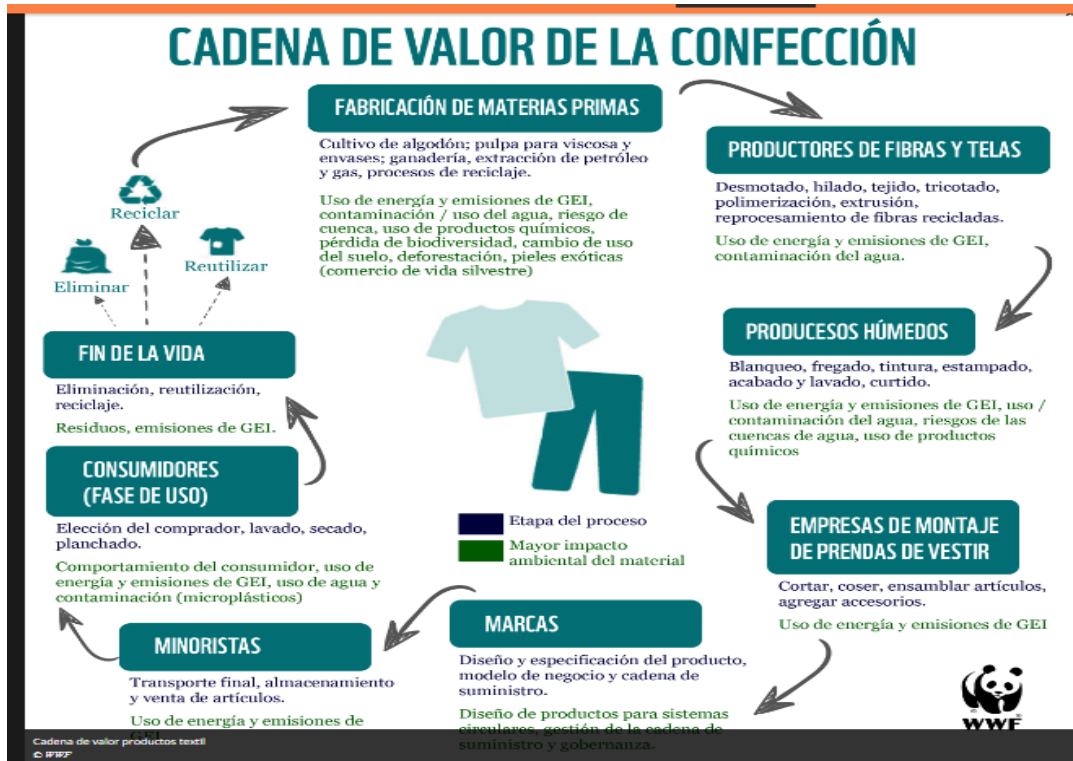 CADENA DE VALOR DE LA CONFECCIÓN
FABRICACIÓN DE MATERIAS PRIMAS
Cultivo de algodón; pulpa para viscosa y
envases; ganadería, extracción de petróleo
y gas, procesos de reciclaje.
Uso de energía y emisiones de GEI,
contaminación / uso del agua, riesgo de
cuenca, uso de productos químicos,
pérdida de biodiversidad, cambio de uso
del suelo, deforestación, pieles exóticas
(comercio de vida silvestre)
PRODUCTORES DE FIBRAS Y TELAS
Desmotado, hilado, tejido, tricotado,
polimerización, extrusión,
reprocesamiento de fibras recicladas.
Uso de energía y emisiones de GEI,
contaminación del agua.
PRODUCESOS HÚMEDOS
Blanqueo, fregado, tintura, estampado,
acabado y lavado, curtido.
Uso de energía y emisiones de GEI, uso /
contaminación del agua, riesgos de las
cuencas de agua, uso de productos
químicos
EMPRESAS DE MONTAJE
DE PRENDAS DE VESTIR
Cortar, coser, ensamblar artículos,
agregar accesorios.
Uso de energía y emisiones de GEI
MARCAS
Diseño y especificación del producto,
modelo de negocio y cadena de
suministro.
Diseño de productos para sistemas
circulares, gestión de la cadena de
suministro y gobernanza.
MINORISTAS
Transporte final, almacenamiento
y venta de artículos.
Uso de energía y emisiones de
GEI
CONSUMIDORES
(FASE DE USO)
Elección del comprador, lavado, secado,
planchado.
Comportamiento del consumidor, uso de
energía y emisiones de GEI, uso de agua y
contaminación (microplásticos)
FIN DE LA VIDA
Eliminación, reutilización,
reciclaje.
Residuos, emisiones de GEI.
Eliminar
Reciclar
Reutilizar
Etapa del proceso
Mayor impacto
ambiental del material
WWF
Cadena de valor productos textil
© WWF